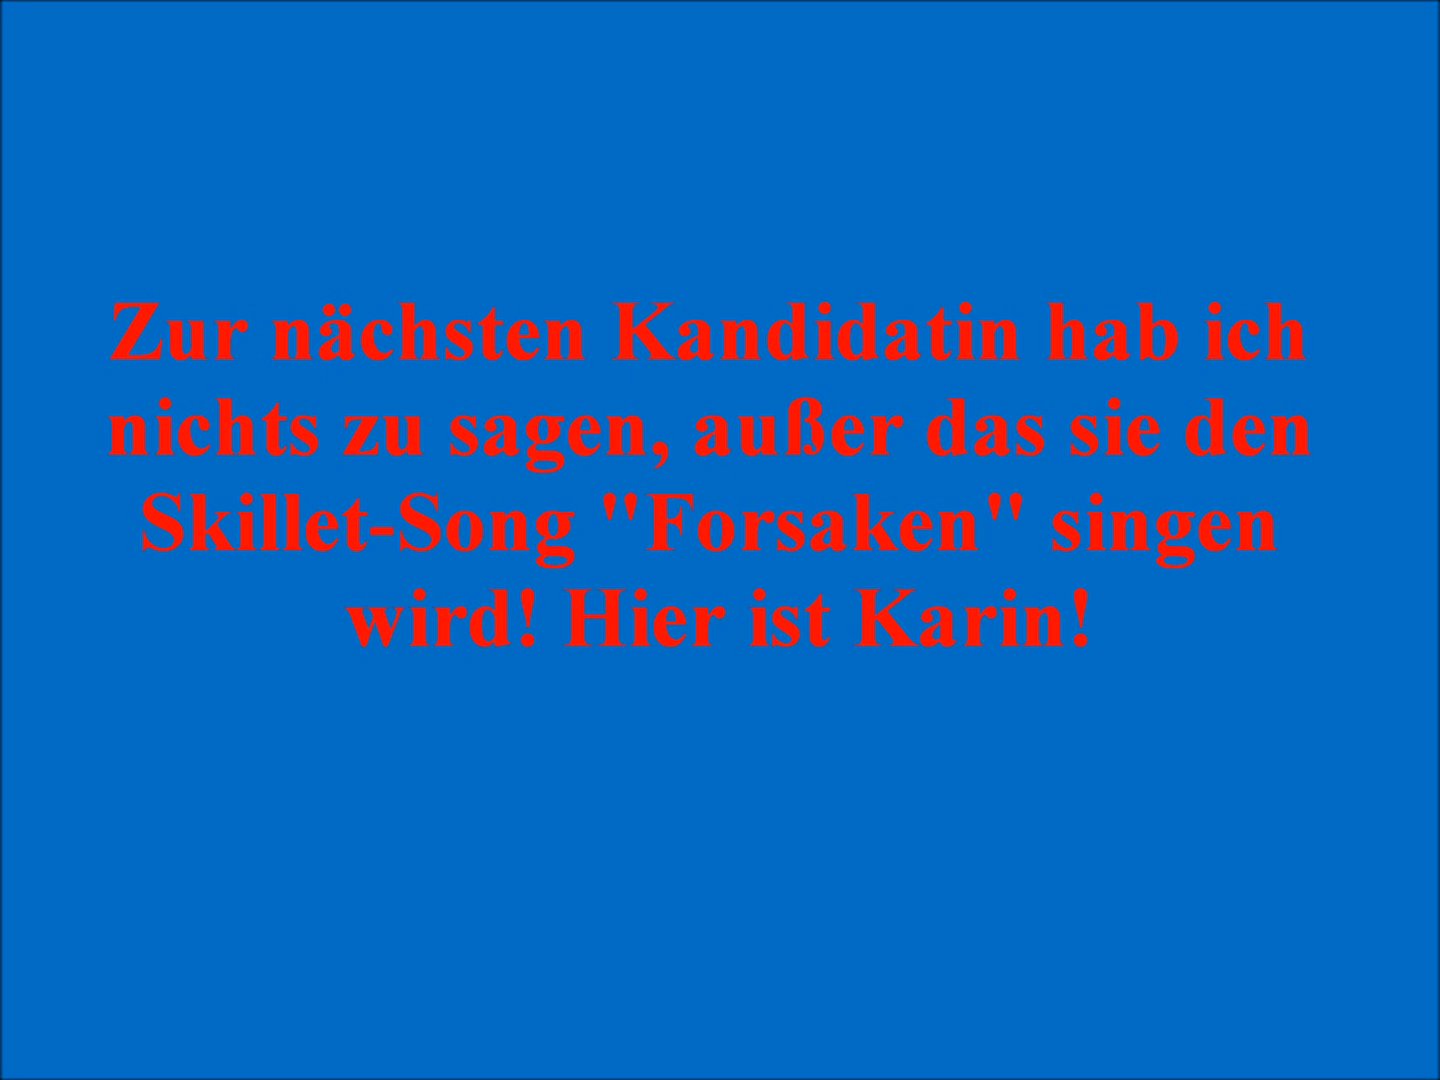 Zur nächsten Kandidatin hab ich
nichts zu sagen, außer das sie den
Skillet-Song "Forsaken" singen
wird! Hier ist Karin!